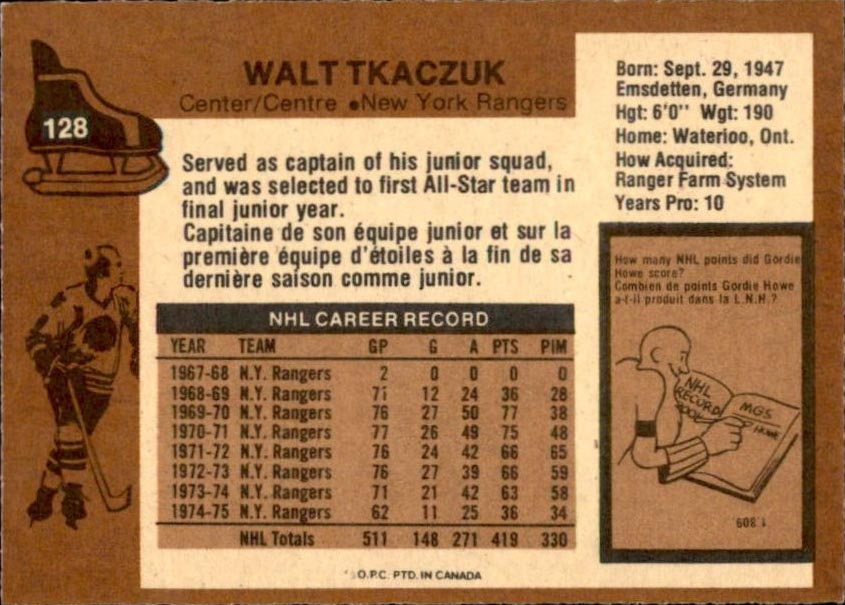 128
WALT TKACZUK
Center/Centre • New York Rangers
Served as captain of his junior squad,
and was selected to first All-Star team in
final junior year.
Capitaine de son équipe junior et sur la
première équipe d'étoiles à la fin de sa
dernière saison comme junior.
NHL CAREER RECORD
YEAR TEAM GP G A PTS PIM
1967-68 N.Y. Rangers 2 0 0 0 0
1968-69 N.Y. Rangers 71 12 24 36 28
1969-70 N.Y. Rangers 76 27 50 77 38
1970-71 N.Y. Rangers 77 26 49 75 48
1971-72 N.Y. Rangers 76 24 42 66 65
1972-73 N.Y. Rangers 76 27 39 66 59
1973-74 N.Y. Rangers 71 21 42 63 58
1974-75 N.Y. Rangers 62 11 25 36 34
NHL Totals 511 148 271 419 330
O.P.C. PTD. IN CANADA
Born: Sept. 29, 1947
Emsdetten, Germany
Hgt: 6'0'' Wgt: 190
Home: Waterloo, Ont.
How Acquired:
Ranger Farm System
Years Pro: 10
How many NHL points did Gordie
Howe score?
Combien de points Gordie Howe
a-t-il produit dans la L.N.H.?
NHL
RECORD
BOOK
MGS
HOWE
1809